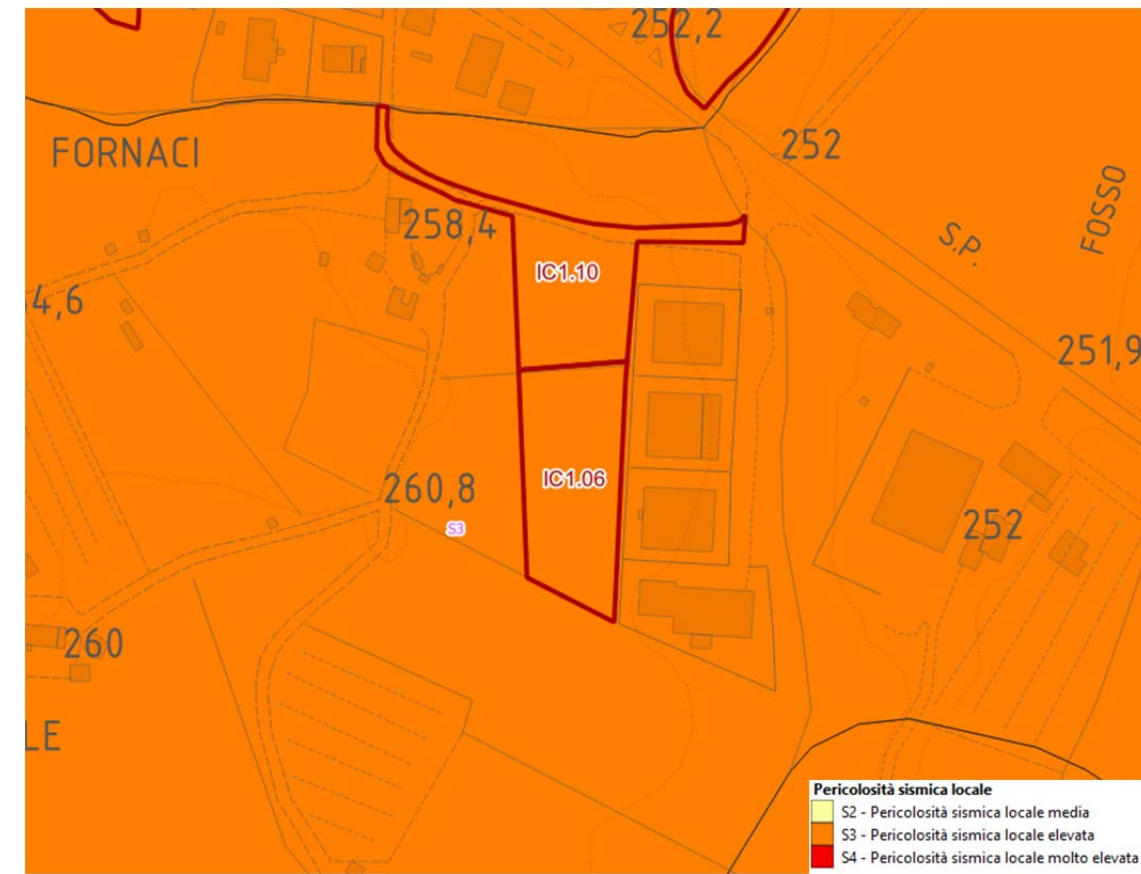 252,2
FORNACI
252
FOSSO
258,4
S.P.
IC1.10
4,6
251,9
IC1.06
260,8
S3
252
260
LE
Pericolosità sismica locale
S2 - Pericolosità sismica locale media
S3 - Pericolosità sismica locale elevata
S4 - Pericolosità sismica locale molto elevata